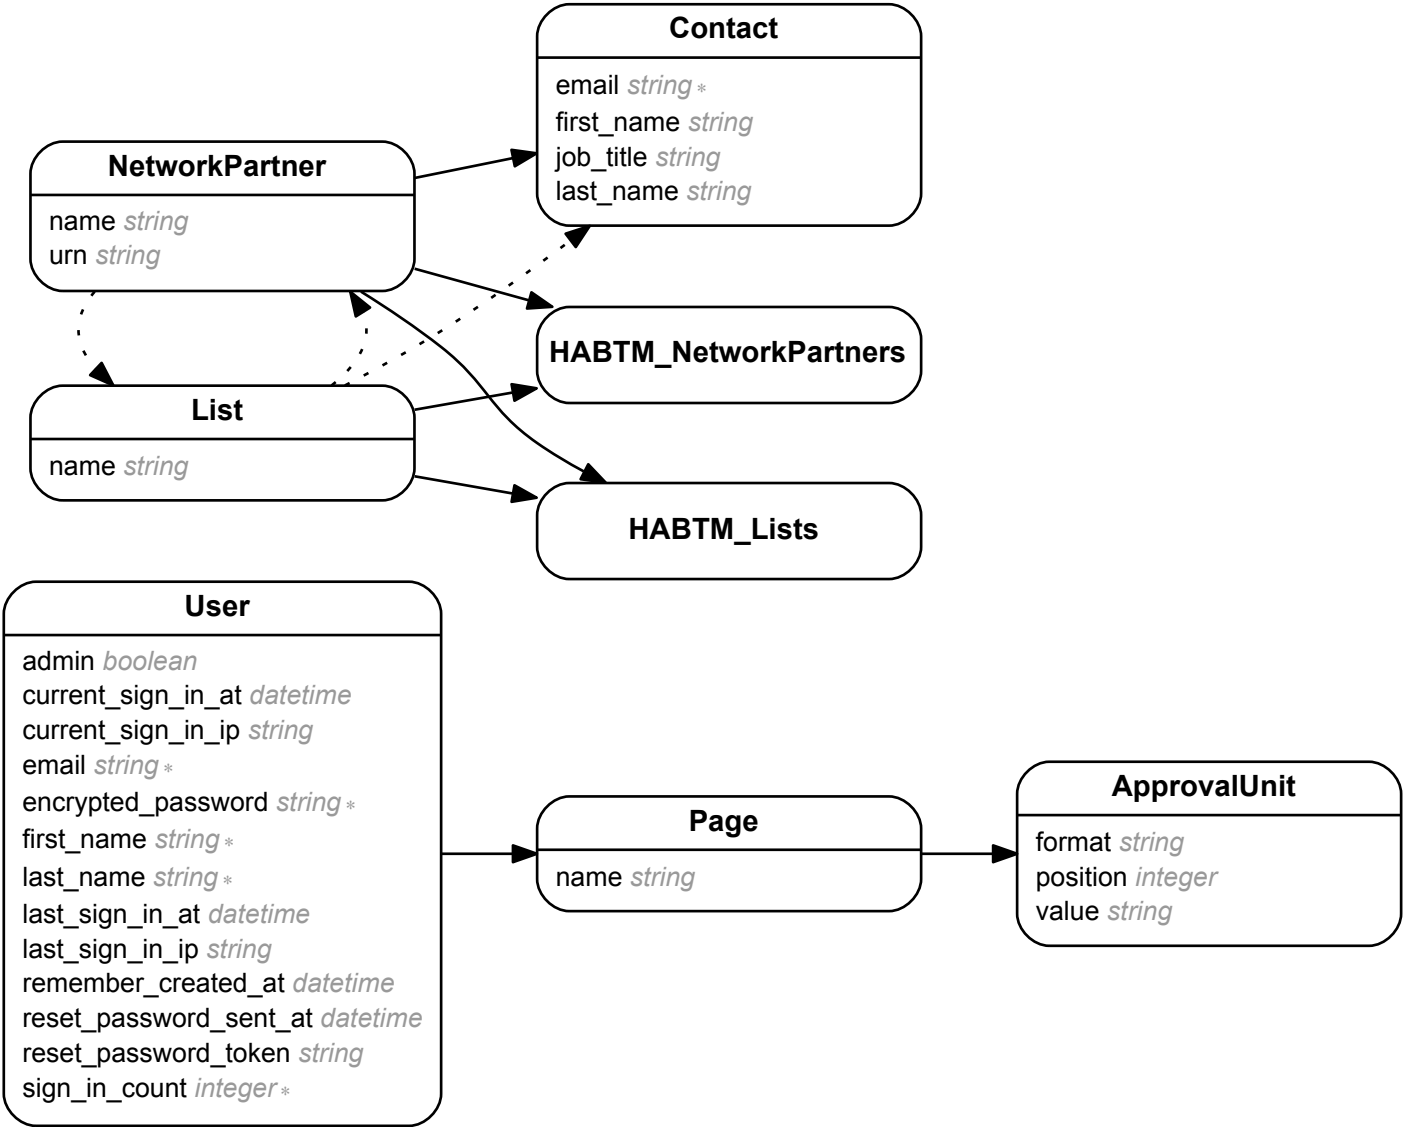 Contact
email string *
first_name string
job_title string
last_name string
NetworkPartner
name string
urn string
HABTM_NetworkPartners
List
name string
HABTM_Lists
User
admin boolean
current_sign_in_at datetime
current_sign_in_ip string
email string *
encrypted_password string *
first_name string *
last_name string *
last_sign_in_at datetime
last_sign_in_ip string
remember_created_at datetime
reset_password_sent_at datetime
reset_password_token string
sign_in_count integer *
Page
name string
ApprovalUnit
format string
position integer
value string